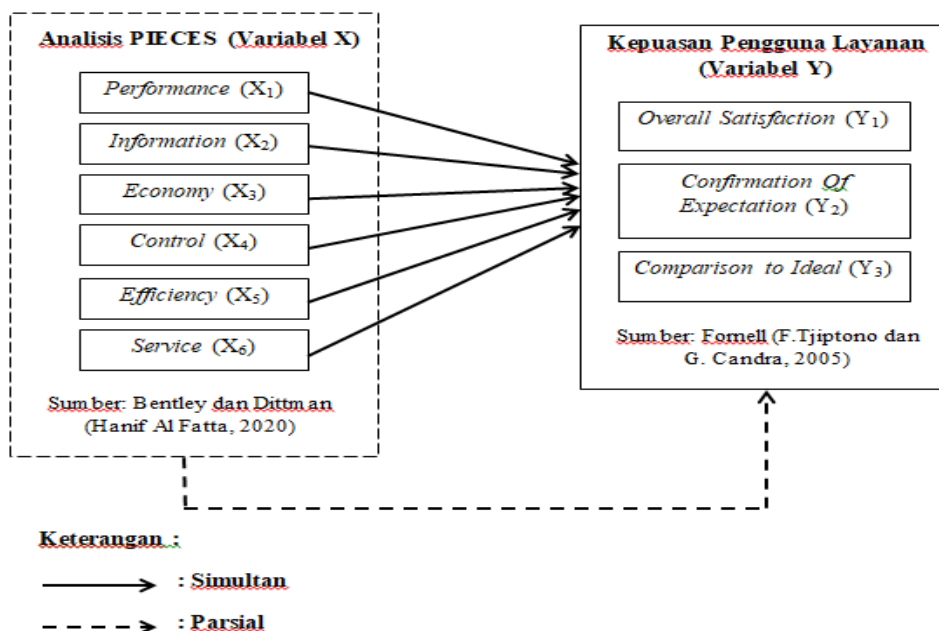 Analisis PIECES (Variabel X)
Performance (X₁)
Information (X₂)
Economy (X₃)
Control (X₄)
Efficiency (X₅)
Service (X₆)
Sumber: Bentley dan Dittman
(Hanif Al Fatta, 2020)
Kepuasan Pengguna Layanan
(Variabel Y)
Overall Satisfaction (Y₁)
Confirmation Of
Expectation (Y₂)
Comparison to Ideal (Y₃)
Sumber: Fornell (F.Tjiptono dan
G. Candra, 2005)
Keterangan :
: Simultan
: Parsial